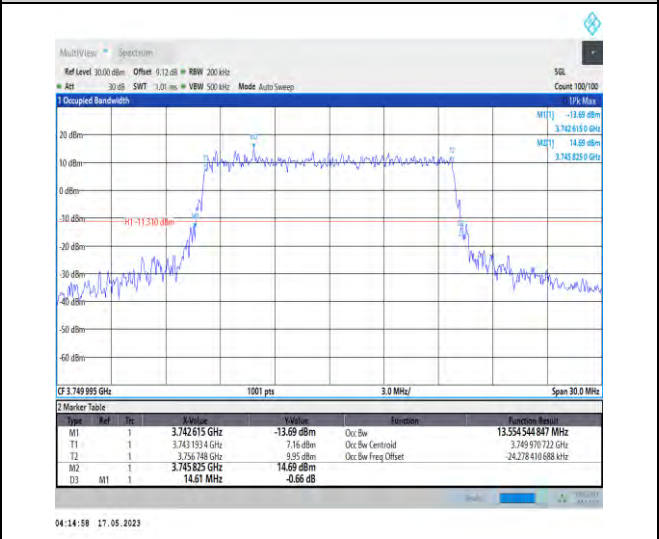 MultiView Spectrum
Ref Level 30.00 dBm Offset 9.12 dB RBW 200 kHz SGL
Att 30 dB SWT 1.01 ms VBW 500 kHz Mode Auto Sweep Count 100/100
1 Occupied Bandwidth 1Pk Max
M1[1] -13.69 dBm
3.742 615 0 GHz
M2[1] 14.69 dBm
3.745 825 0 GHz
20 dBm
M2
T1 T2
10 dBm
0 dBm
-10 dBm
H1 -11.310 dBm
-20 dBm
-30 dBm
-40 dBm
-50 dBm
-60 dBm
CF 3.749 995 GHz 1001 pts 3.0 MHz/ Span 30.0 MHz
2 Marker Table
Type Ref Trc X-Value Y-Value Function Function Result
M1 1 3.742 615 GHz -13.69 dBm Occ Bw 13.554 544 847 MHz
T1 1 3.743 193 4 GHz 7.16 dBm Occ Bw Centroid 3.749 970 722 GHz
T2 1 3.756 748 GHz 9.95 dBm Occ Bw Freq Offset -24.278 410 688 kHz
M2 1 3.745 825 GHz 14.69 dBm
D3 M1 1 14.61 MHz -0.66 dB
04:14:58 17.05.2023